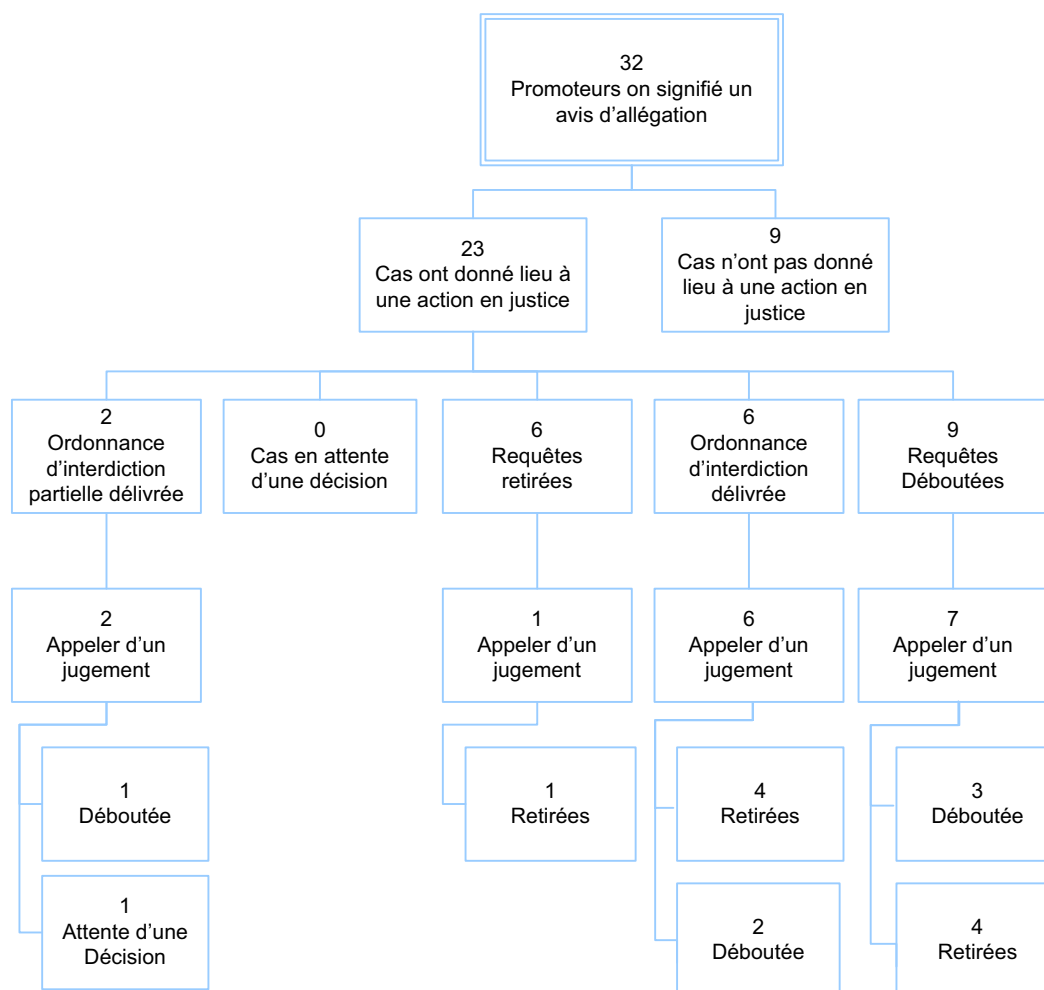 32
Promoteurs on signifié un
avis d'allégation
23
Cas ont donné lieu à
une action en justice
9
Cas n'ont pas donné
lieu à une action en
justice
2
Ordonnance
d'interdiction
partielle délivrée
0
Cas en attente
d'une décision
6
Requêtes
retirées
6
Ordonnance
d'interdiction
délivrée
9
Requêtes
Déboutées
2
Appeler d'un
jugement
1
Appeler d'un
jugement
6
Appeler d'un
jugement
7
Appeler d'un
jugement
1
Déboutée
1
Retirées
4
Retirées
3
Déboutée
1
Attente d'une
Décision
2
Déboutée
4
Retirées